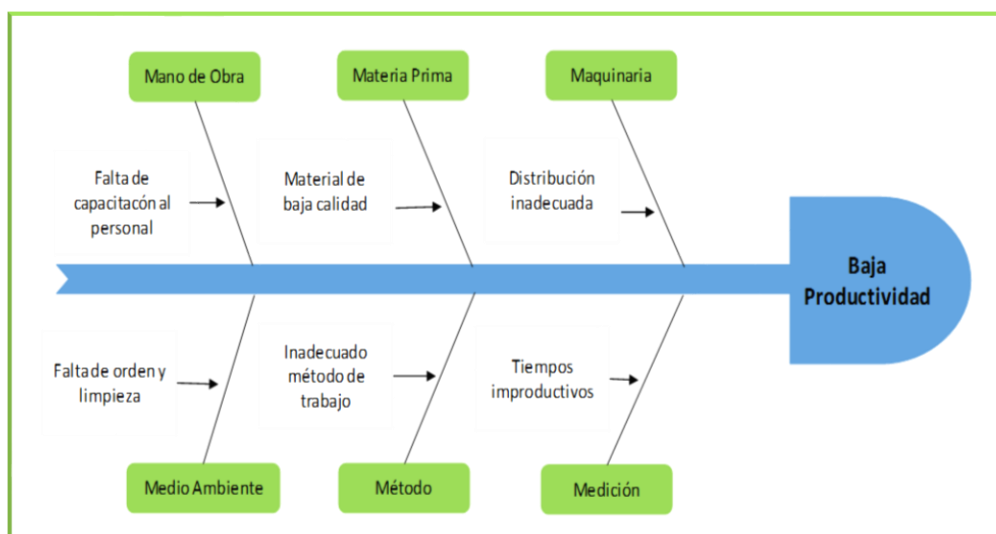 Mano de Obra
Materia Prima
Maquinaria
Falta de
capacitacón al
personal
Material de
baja calidad
Distribución
inadecuada
Baja
Productividad
Falta de orden y
limpieza
Inadecuado
método de
trabajo
Tiempos
improductivos
Medio Ambiente
Método
Medición